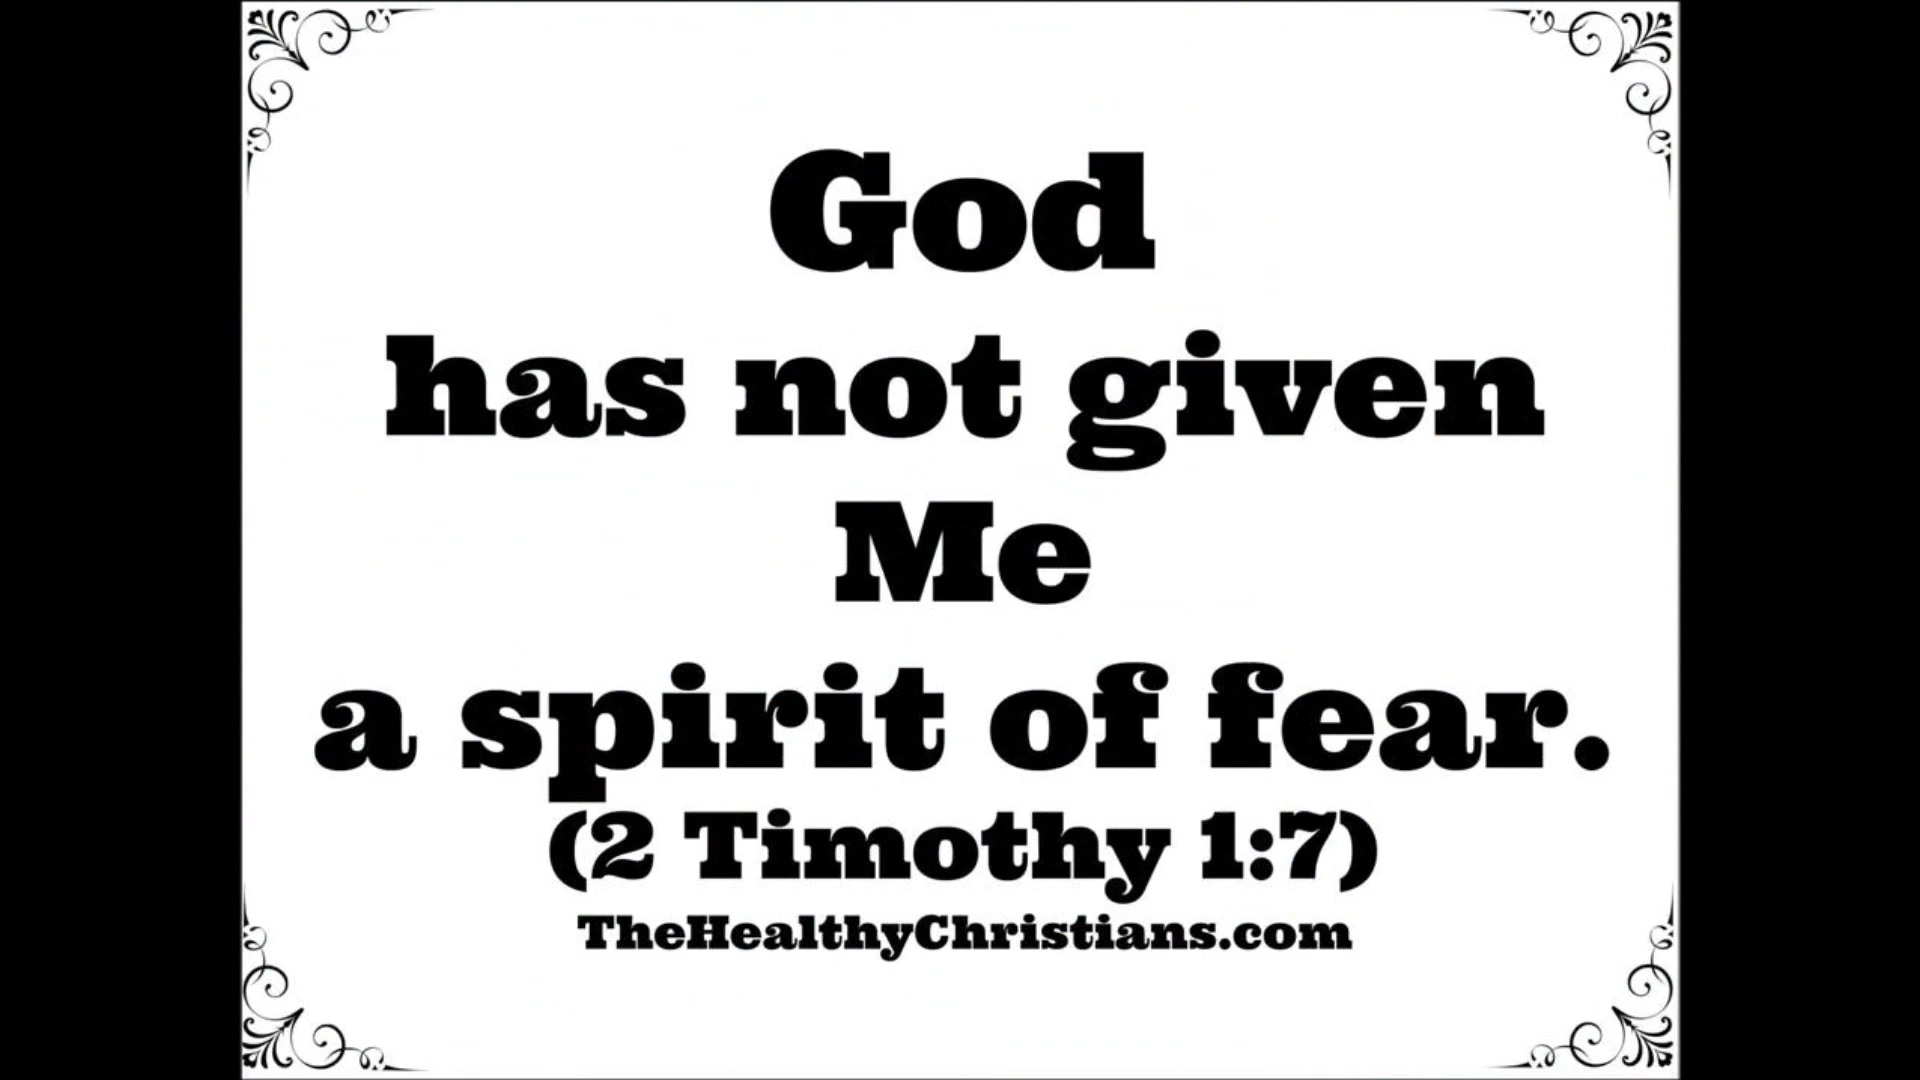 God
has not given
Me
a spirit of fear.
(2 Timothy 1:7)
TheHealthyChristians.com